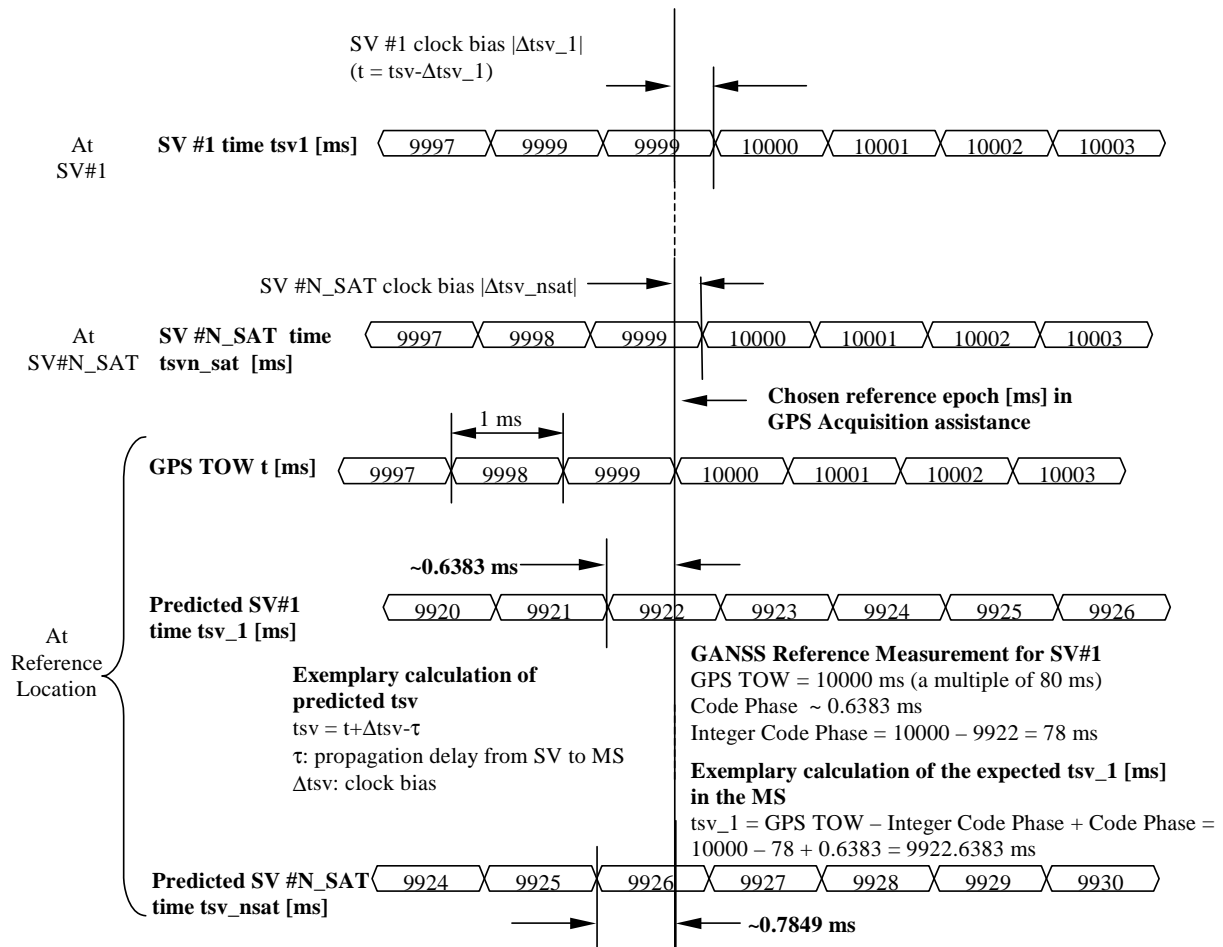 SV #1 clock bias |Δtsv_1|
(t = tsv-Δtsv_1)
At
SV#1
SV #1 time tsv1 [ms]
9997 9999 9999 10000 10001 10002 10003
SV #N_SAT clock bias |Δtsv_nsat|
At
SV#N_SAT
SV #N_SAT time
tsvn_sat [ms]
9997 9998 9999 10000 10001 10002 10003
Chosen reference epoch [ms] in
GPS Acquisition assistance
1 ms
GPS TOW t [ms]
9997 9998 9999 10000 10001 10002 10003
~0.6383 ms
At
Reference
Location
Predicted SV#1
time tsv_1 [ms]
9920 9921 9922 9923 9924 9925 9926
Exemplary calculation of
predicted tsv
tsv = t+Δtsv-τ
τ: propagation delay from SV to MS
Δtsv: clock bias
GANSS Reference Measurement for SV#1
GPS TOW = 10000 ms (a multiple of 80 ms)
Code Phase ~ 0.6383 ms
Integer Code Phase = 10000 – 9922 = 78 ms
Exemplary calculation of the expected tsv_1 [ms]
in the MS
tsv_1 = GPS TOW – Integer Code Phase + Code Phase =
10000 – 78 + 0.6383 = 9922.6383 ms
Predicted SV #N_SAT
time tsv_nsat [ms]
9924 9925 9926 9927 9928 9929 9930
~0.7849 ms